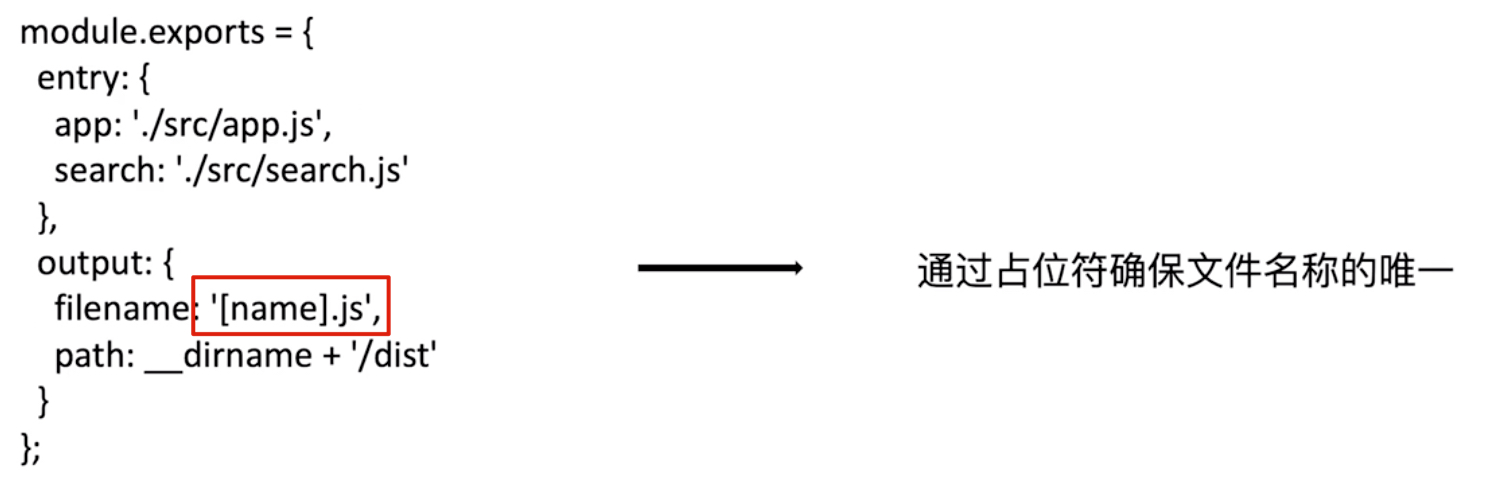 module.exports = {
  entry: {
    app: './src/app.js',
    search: './src/search.js'
  },
  output: {
    filename: '[name].js',
    path: __dirname + '/dist'
  }
};
通过占位符确保文件名称的唯一